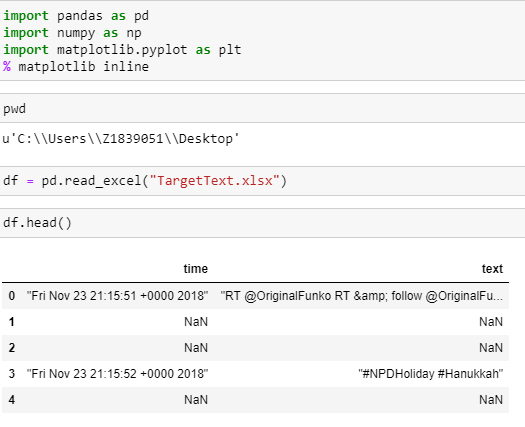 import pandas as pd
import numpy as np
import matplotlib.pyplot as plt
% matplotlib inline
pwd
u'C:\\Users\\Z1839051\\Desktop'
df = pd.read_excel("TargetText.xlsx")
df.head()
time text
0 "Fri Nov 23 21:15:51 +0000 2018" "RT @OriginalFunko RT &amp; follow @OriginalFu...
1 NaN NaN
2 NaN NaN
3 "Fri Nov 23 21:15:52 +0000 2018" "#NPDHoliday #Hanukkah"
4 NaN NaN